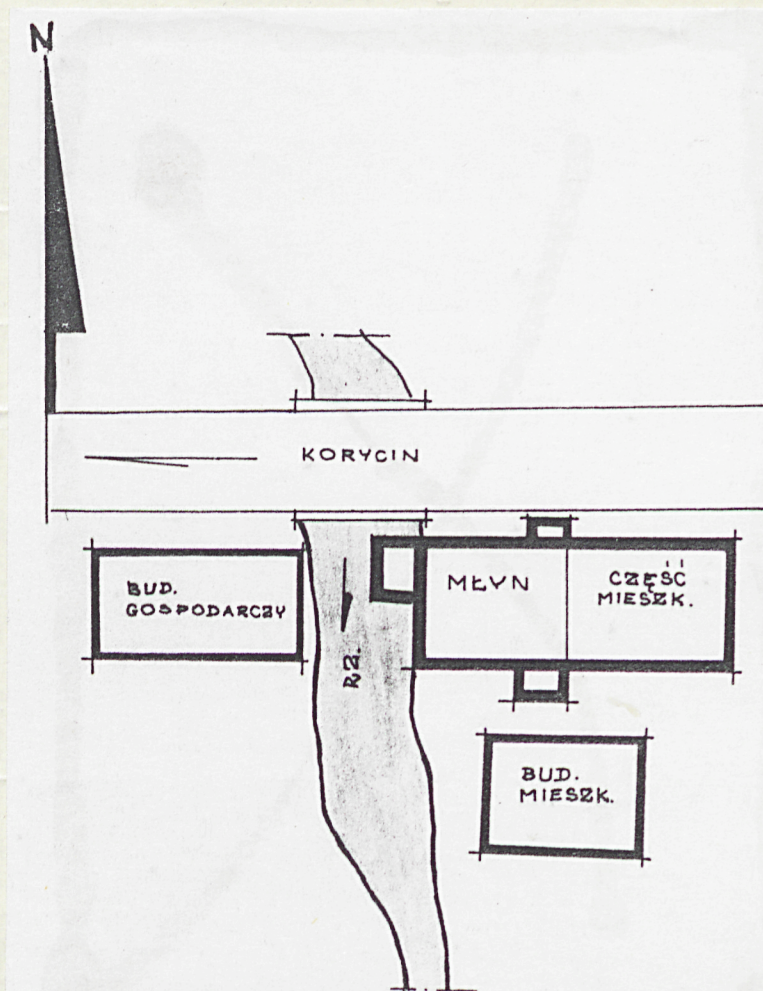 N
KORYCIN
BUD.
GOSPODARCZY
MŁYN
CZĘŚĆ
MIESZK.
RZ.
BUD.
MIESZK.